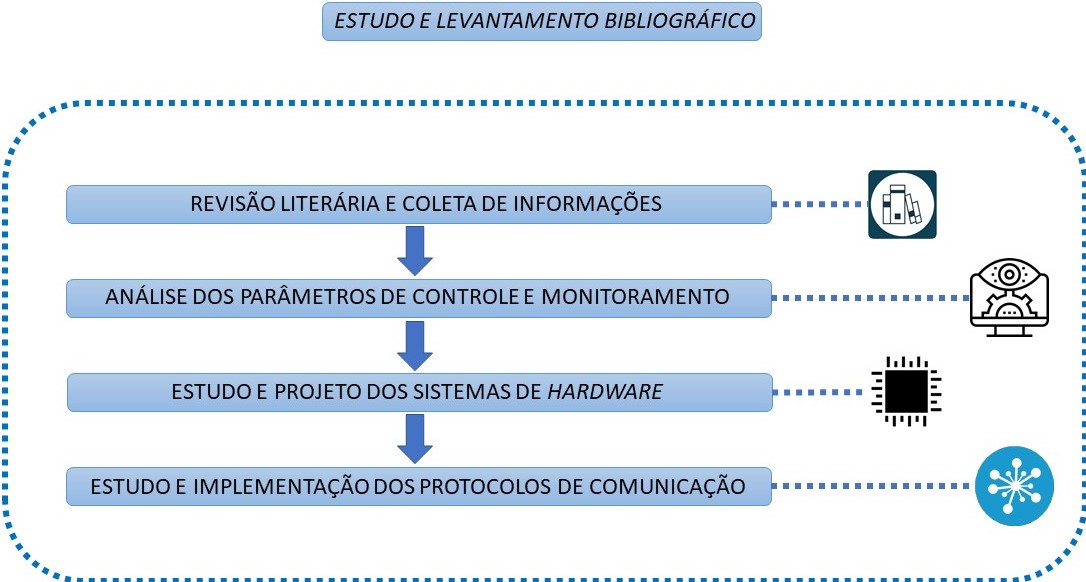 ESTUDO E LEVANTAMENTO BIBLIOGRÁFICO
REVISÃO LITERÁRIA E COLETA DE INFORMAÇÕES
ANÁLISE DOS PARÂMETROS DE CONTROLE E MONITORAMENTO
ESTUDO E PROJETO DOS SISTEMAS DE HARDWARE
ESTUDO E IMPLEMENTAÇÃO DOS PROTOCOLOS DE COMUNICAÇÃO